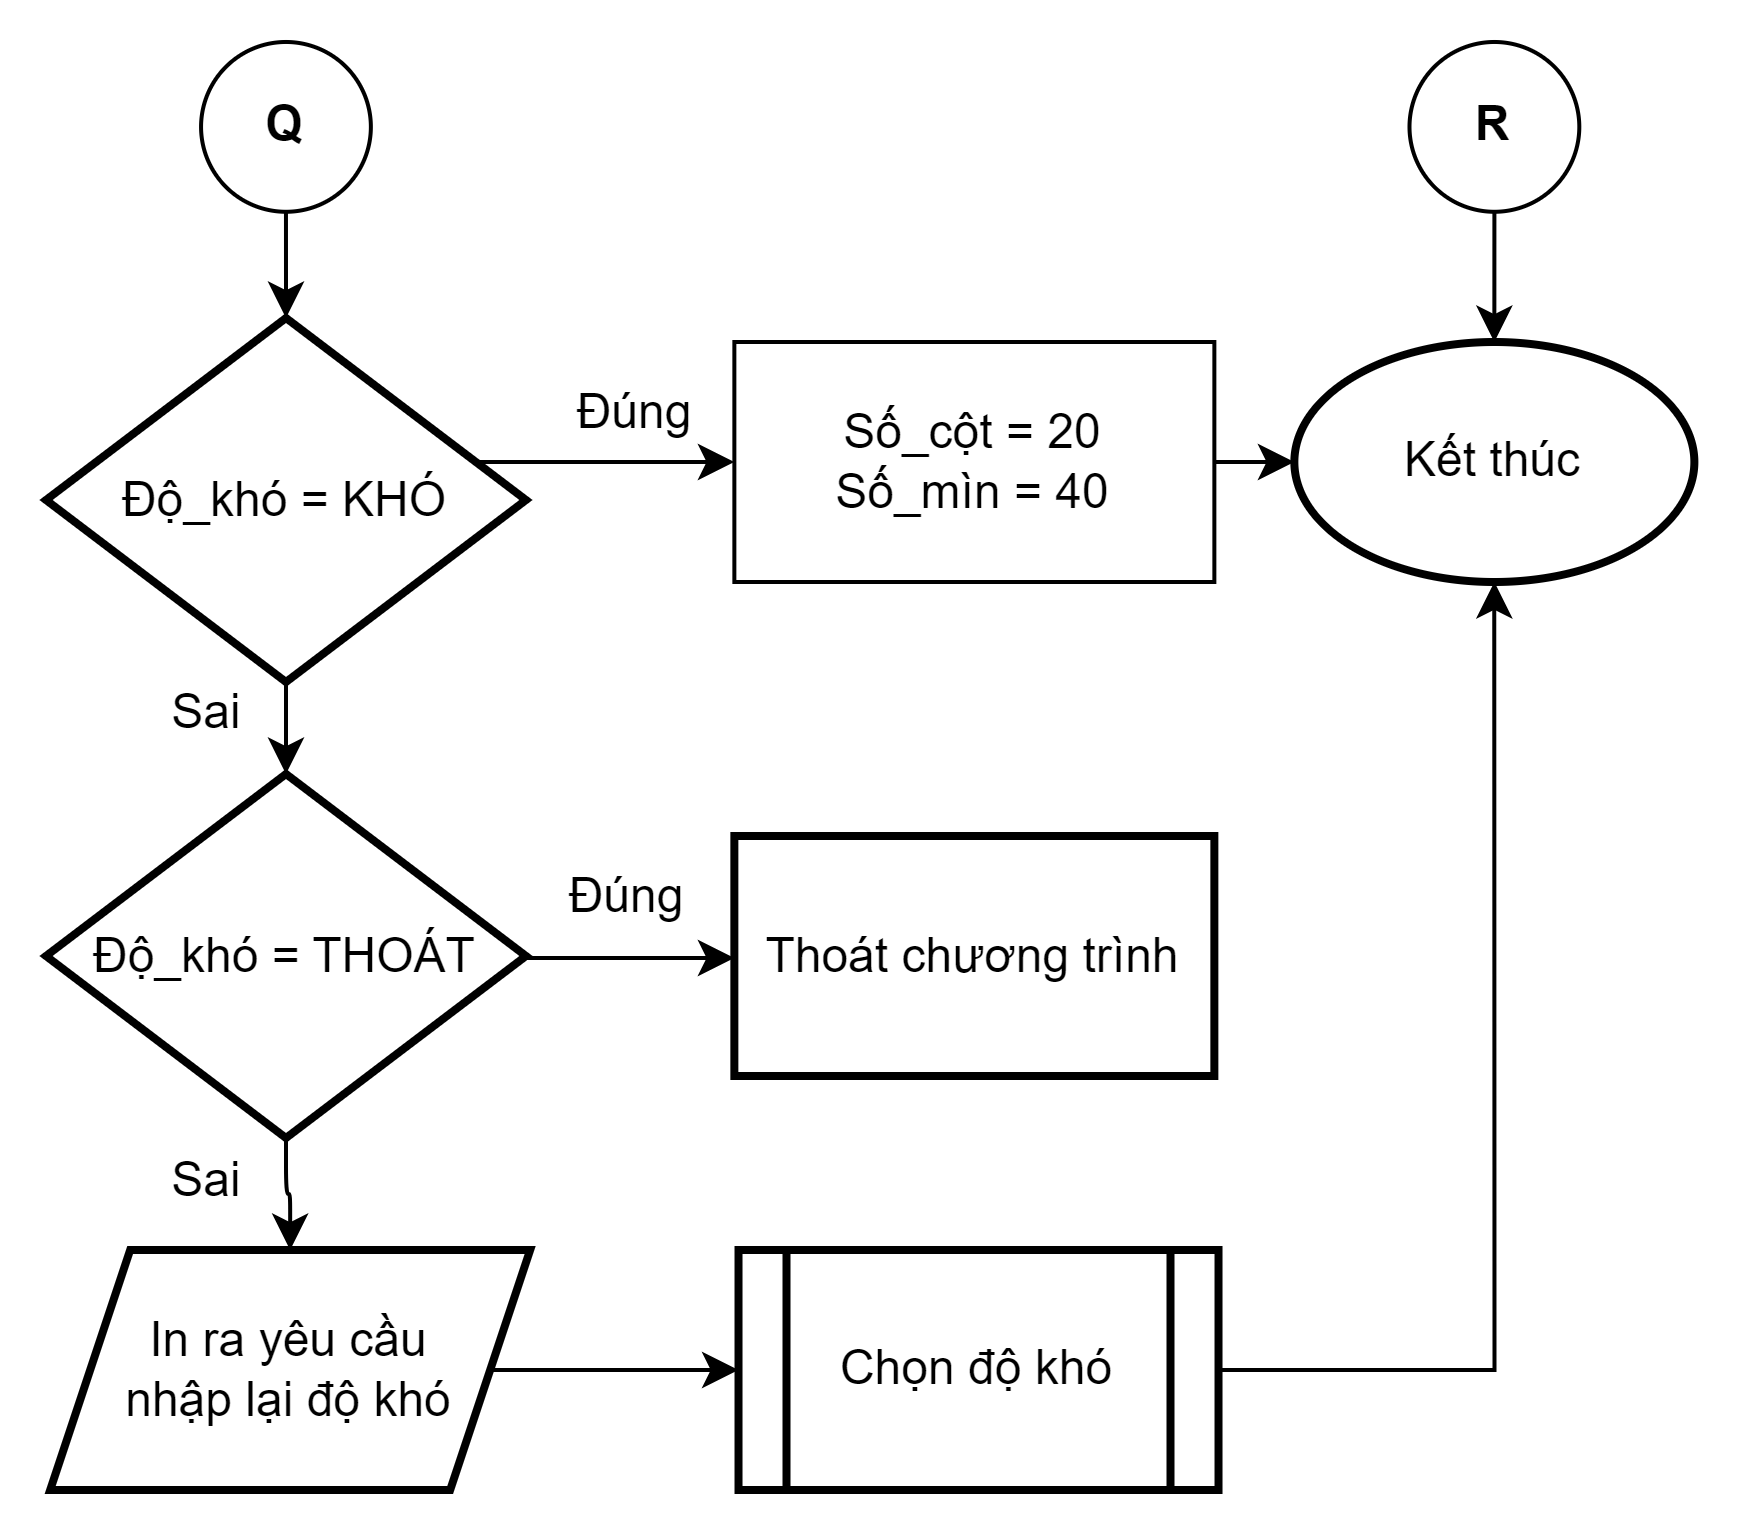 Q
R
Độ_khó = KHÓ
Đúng
Số_cột = 20
Số_mìn = 40
Kết thúc
Sai
Độ_khó = THOÁT
Đúng
Thoát chương trình
Sai
In ra yêu cầu
nhập lại độ khó
Chọn độ khó